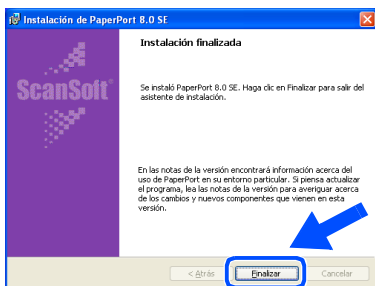 Instalación de PaperPort 8.0 SE
ScanSoft
Instalación finalizada
Se instaló PaperPort 8.0 SE. Haga clic en Finalizar para salir del
asistente de instalación.
En las notas de la versión encontrará información acerca del
uso de PaperPort en su entorno particular. Si piensa actualizar
el programa, lea las notas de la versión para averiguar acerca
de los cambios y nuevos componentes que vienen en esta
versión.
< Atrás
Finalizar
Cancelar